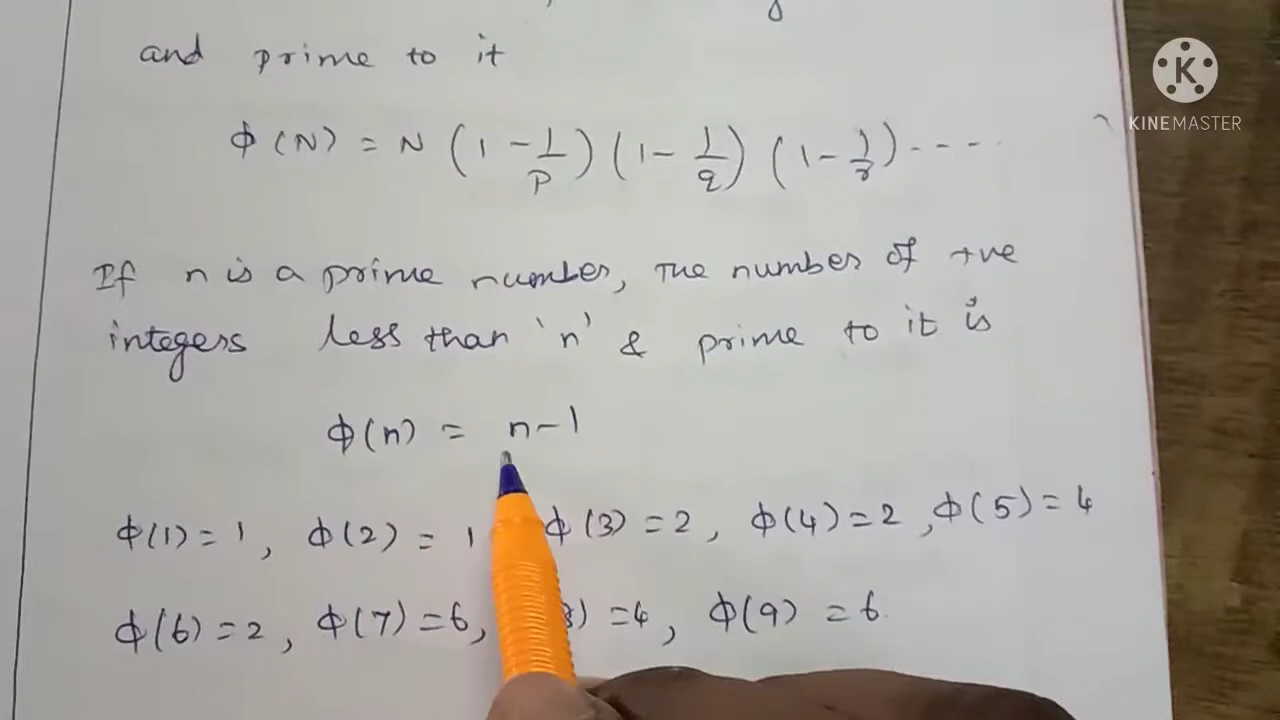 and prime to it
K
KINEMASTER
ϕ(N) = N (1 - 1/p) (1 - 1/q) (1 - 1/r) ----
If n is a prime number, The number of +ve
integers less than 'n' & prime to it is
ϕ(n) = n-1
ϕ(1) = 1, ϕ(2) = 1 ϕ(3) = 2, ϕ(4) = 2, ϕ(5) = 4
ϕ(6) = 2, ϕ(7) = 6, 8) = 4, ϕ(9) = 6